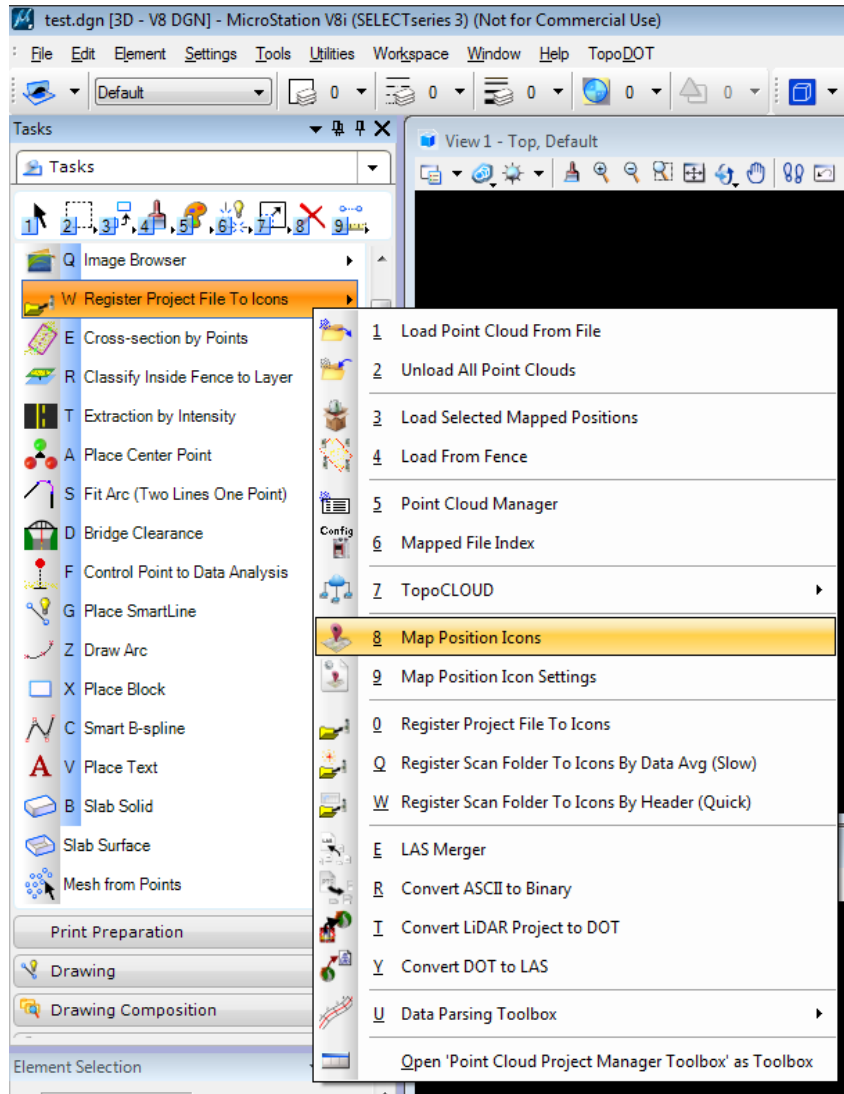 test.dgn [3D - V8 DGN] - MicroStation V8i (SELECTseries 3) (Not for Commercial Use)
File Edit Element Settings Tools Utilities Workspace Window Help TopoDOT
Default 0 0 0 0 0
Tasks
View 1 - Top, Default
Tasks
1 2 3 4 5 6 7 8 9
Q Image Browser
W Register Project File To Icons
E Cross-section by Points
R Classify Inside Fence to Layer
T Extraction by Intensity
A Place Center Point
S Fit Arc (Two Lines One Point)
D Bridge Clearance
F Control Point to Data Analysis
G Place SmartLine
Z Draw Arc
X Place Block
C Smart B-spline
V Place Text
B Slab Solid
Slab Surface
Mesh from Points
Print Preparation
Drawing
Drawing Composition
Element Selection
1 Load Point Cloud From File
2 Unload All Point Clouds
3 Load Selected Mapped Positions
4 Load From Fence
5 Point Cloud Manager
Config
6 Mapped File Index
7 TopoCLOUD
8 Map Position Icons
9 Map Position Icon Settings
0 Register Project File To Icons
Q Register Scan Folder To Icons By Data Avg (Slow)
W Register Scan Folder To Icons By Header (Quick)
E LAS Merger
R Convert ASCII to Binary
T Convert LiDAR Project to DOT
Y Convert DOT to LAS
U Data Parsing Toolbox
Open 'Point Cloud Project Manager Toolbox' as Toolbox